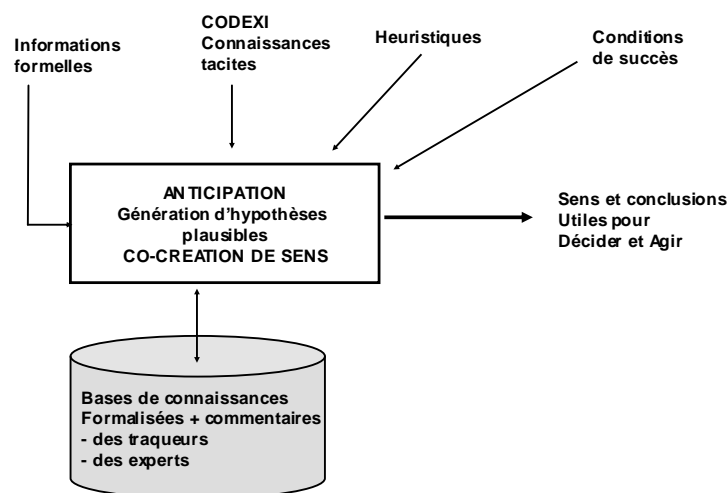 Informations
formelles
CODEXI
Connaissances
tacites
Heuristiques
Conditions
de succès
ANTICIPATION
Génération d'hypothèses
plausibles
CO-CREATION DE SENS
Sens et conclusions
Utiles pour
Décider et Agir
Bases de connaissances
Formalisées + commentaires
- des traqueurs
- des experts